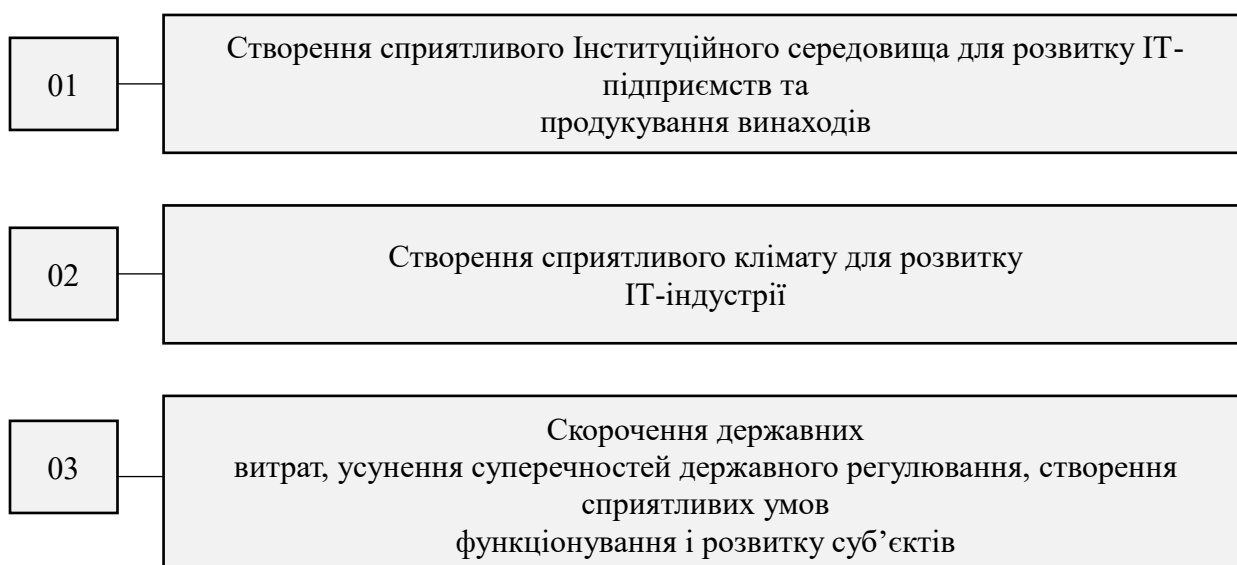 01
Створення сприятливого Інституційного середовища для розвитку ІТ-
підприємств та
продукування винаходів
02
Створення сприятливого клімату для розвитку
ІТ-індустрії
03
Скорочення державних
витрат, усунення суперечностей державного регулювання, створення
сприятливих умов
функціонування і розвитку суб’єктів